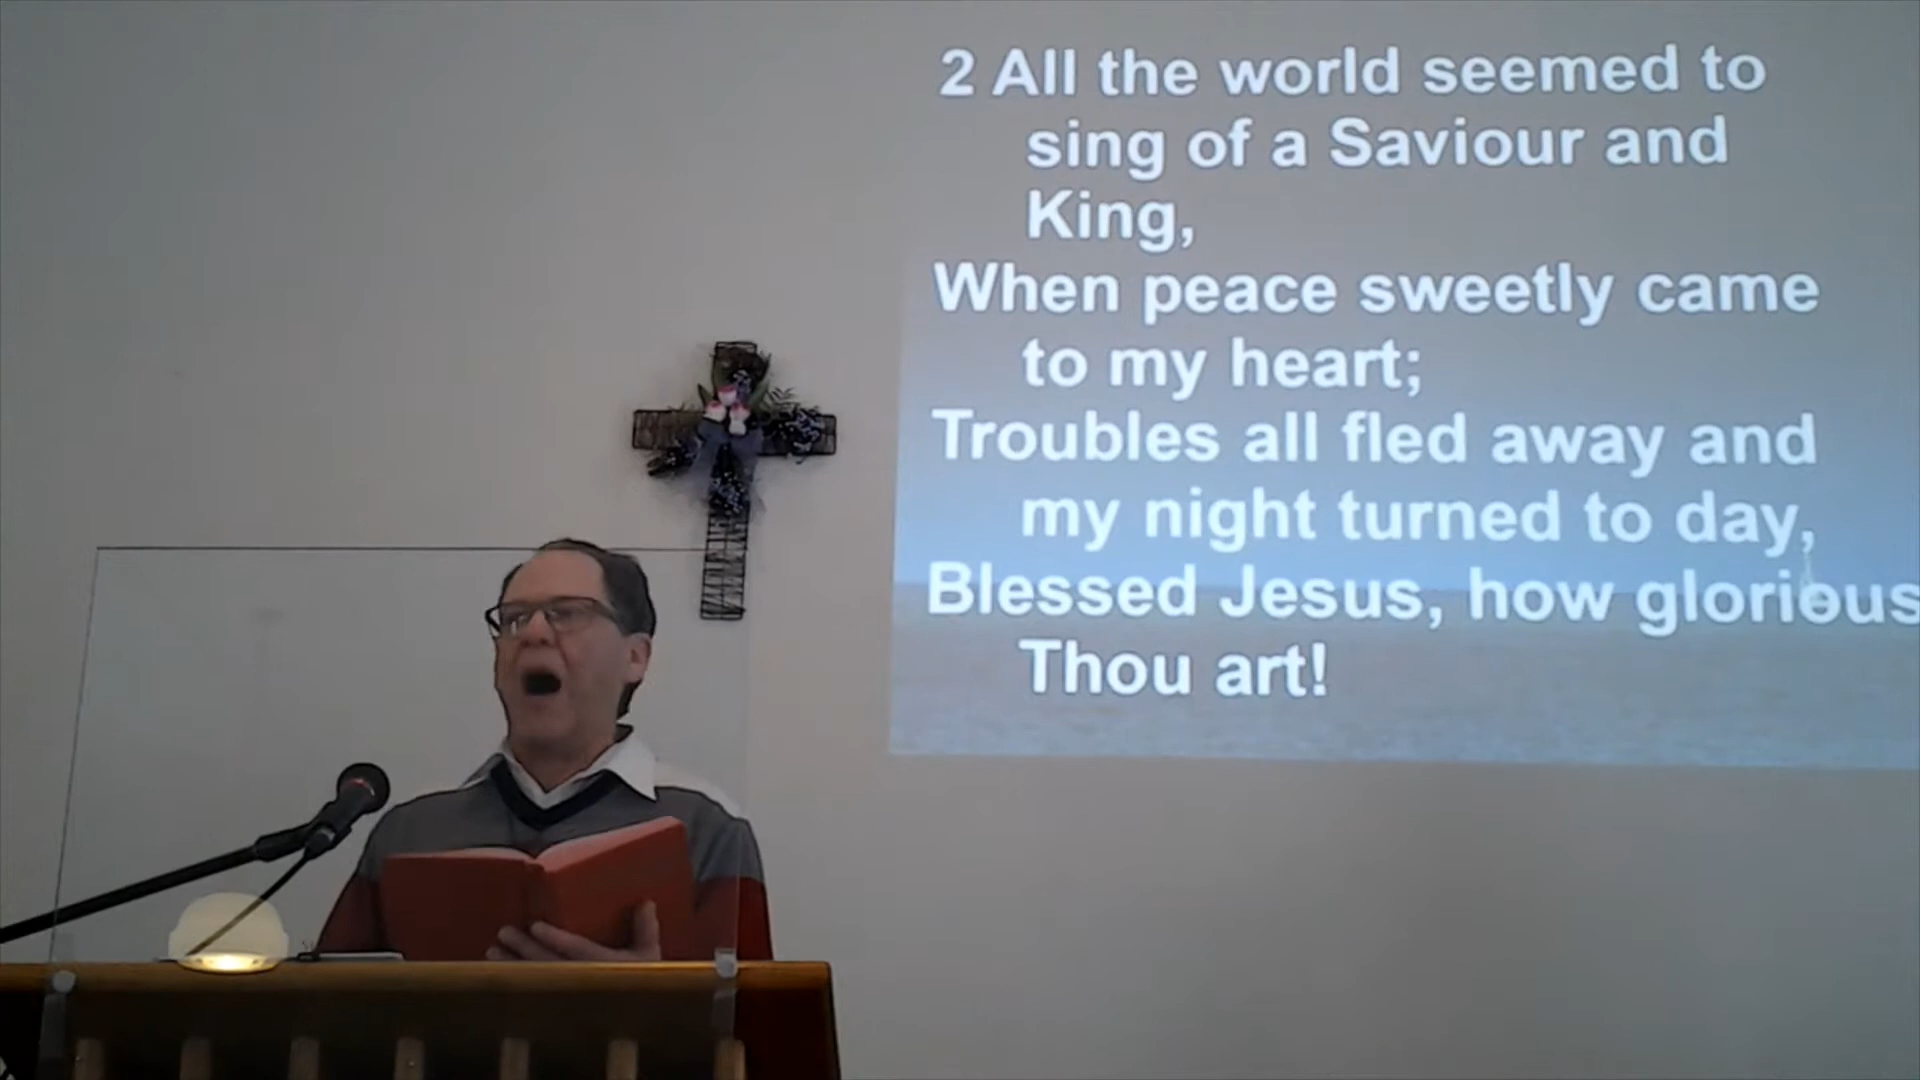 2 All the world seemed to
sing of a Saviour and
King,
When peace sweetly came
to my heart;
Troubles all fled away and
my night turned to day,
Blessed Jesus, how glorious
Thou art!